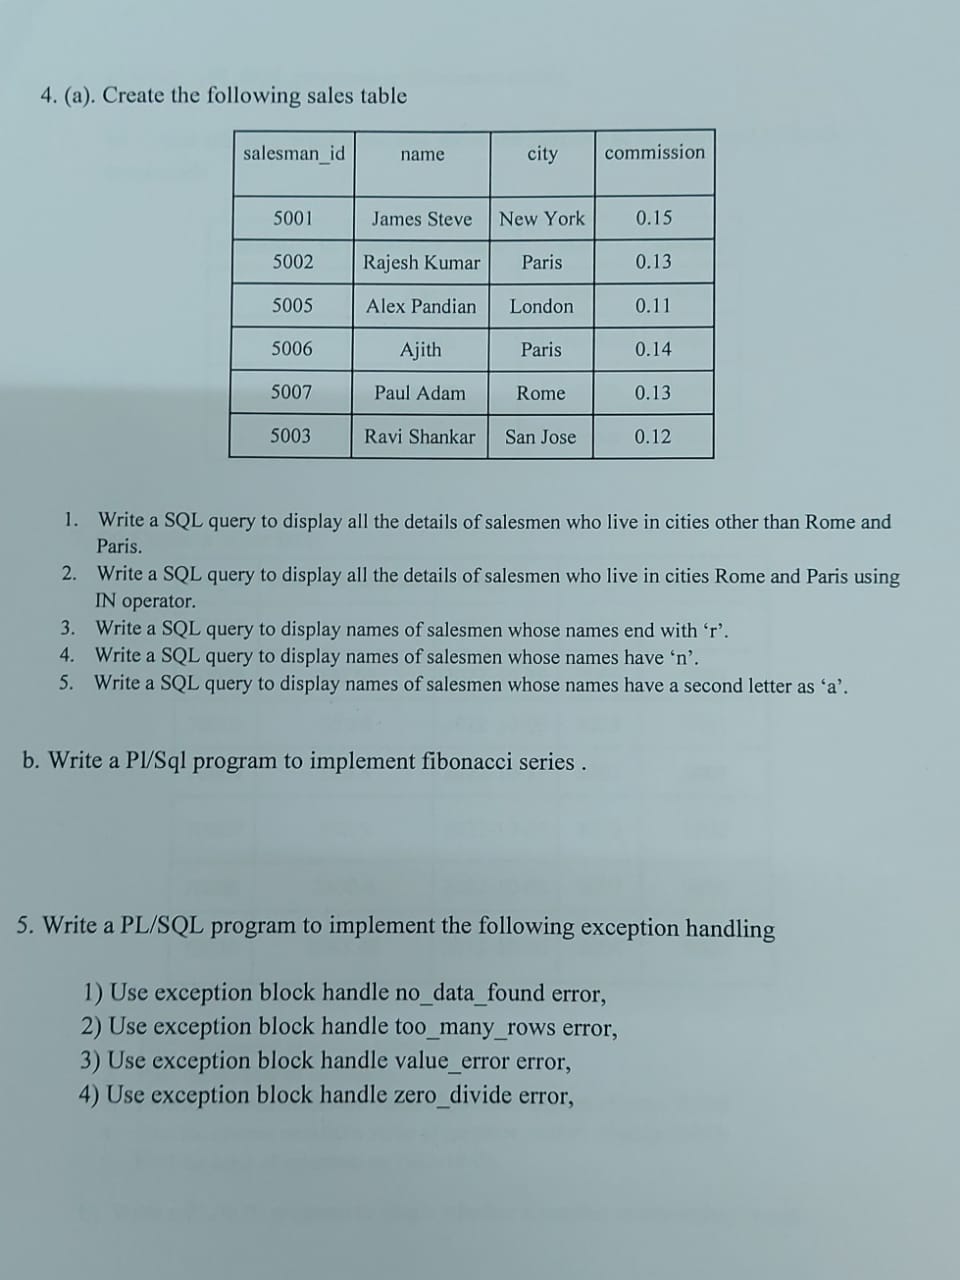 4. (a). Create the following sales table
salesman_id name city commission
5001 James Steve New York 0.15
5002 Rajesh Kumar Paris 0.13
5005 Alex Pandian London 0.11
5006 Ajith Paris 0.14
5007 Paul Adam Rome 0.13
5003 Ravi Shankar San Jose 0.12
1. Write a SQL query to display all the details of salesmen who live in cities other than Rome and
Paris.
2. Write a SQL query to display all the details of salesmen who live in cities Rome and Paris using
IN operator.
3. Write a SQL query to display names of salesmen whose names end with ‘r’.
4. Write a SQL query to display names of salesmen whose names have ‘n’.
5. Write a SQL query to display names of salesmen whose names have a second letter as ‘a’.
b. Write a Pl/Sql program to implement fibonacci series .
5. Write a PL/SQL program to implement the following exception handling
1) Use exception block handle no_data_found error,
2) Use exception block handle too_many_rows error,
3) Use exception block handle value_error error,
4) Use exception block handle zero_divide error,